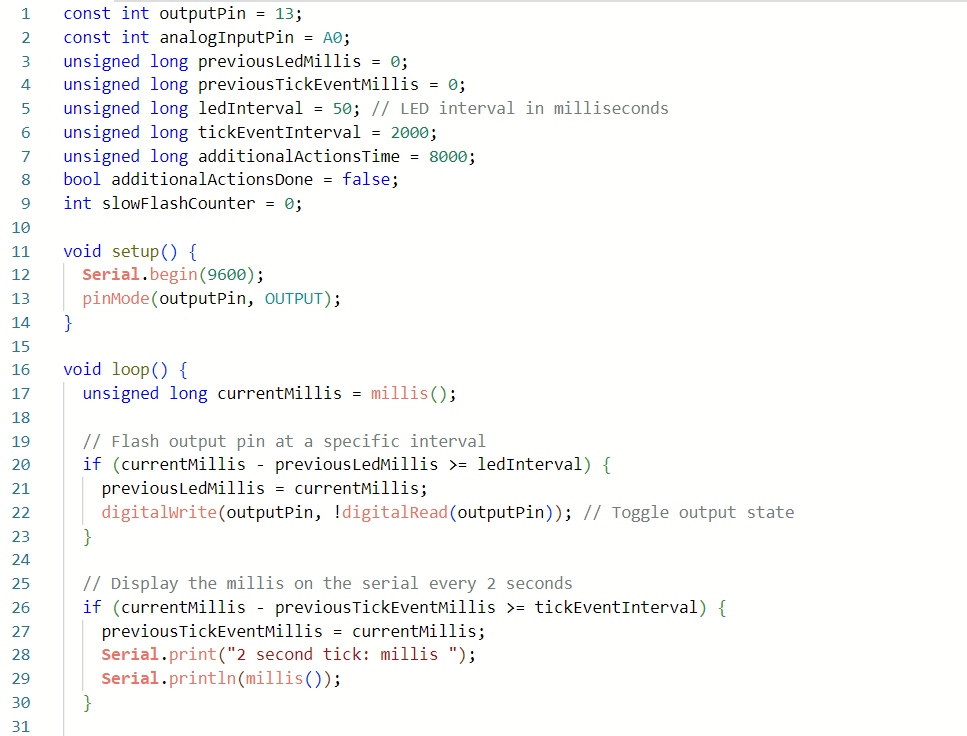 1 const int outputPin = 13;
2 const int analogInputPin = A0;
3 unsigned long previousLedMillis = 0;
4 unsigned long previousTickEventMillis = 0;
5 unsigned long ledInterval = 50; // LED interval in milliseconds
6 unsigned long tickEventInterval = 2000;
7 unsigned long additionalActionsTime = 8000;
8 bool additionalActionsDone = false;
9 int slowFlashCounter = 0;
10
11 void setup() {
12   Serial.begin(9600);
13   pinMode(outputPin, OUTPUT);
14 }
15
16 void loop() {
17   unsigned long currentMillis = millis();
18
19   // Flash output pin at a specific interval
20   if (currentMillis - previousLedMillis >= ledInterval) {
21     previousLedMillis = currentMillis;
22     digitalWrite(outputPin, !digitalRead(outputPin)); // Toggle output state
23   }
24
25   // Display the millis on the serial every 2 seconds
26   if (currentMillis - previousTickEventMillis >= tickEventInterval) {
27     previousTickEventMillis = currentMillis;
28     Serial.print("2 second tick: millis ");
29     Serial.println(millis());
30   }
31